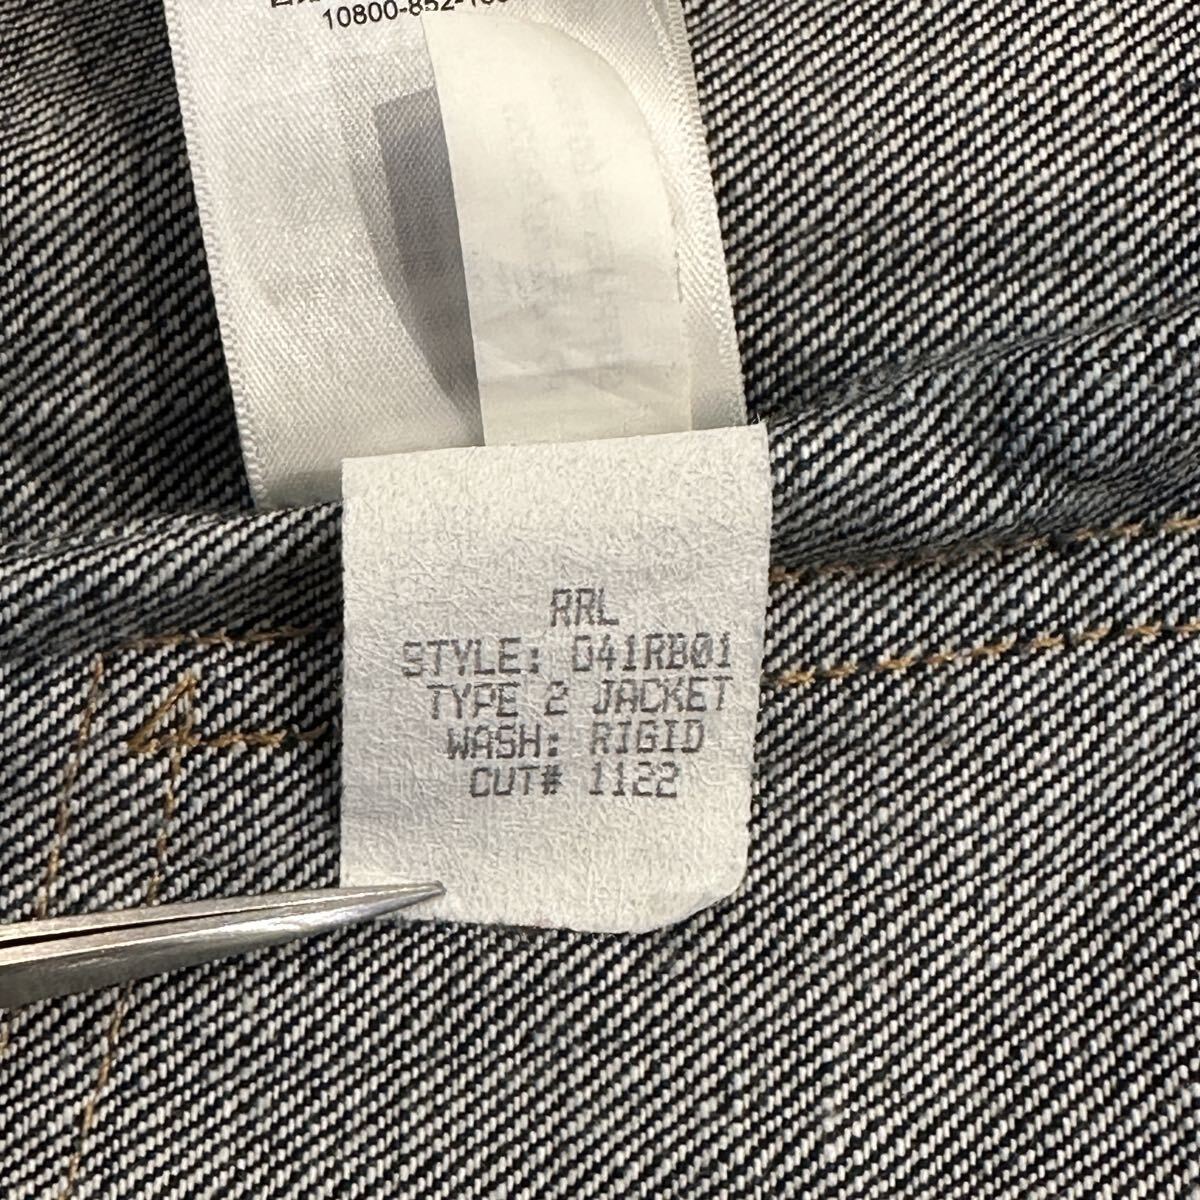 10800-852-
RRL
STYLE: D41RB01
TYPE 2 JACKET
WASH: RIGID
CUT# 1122